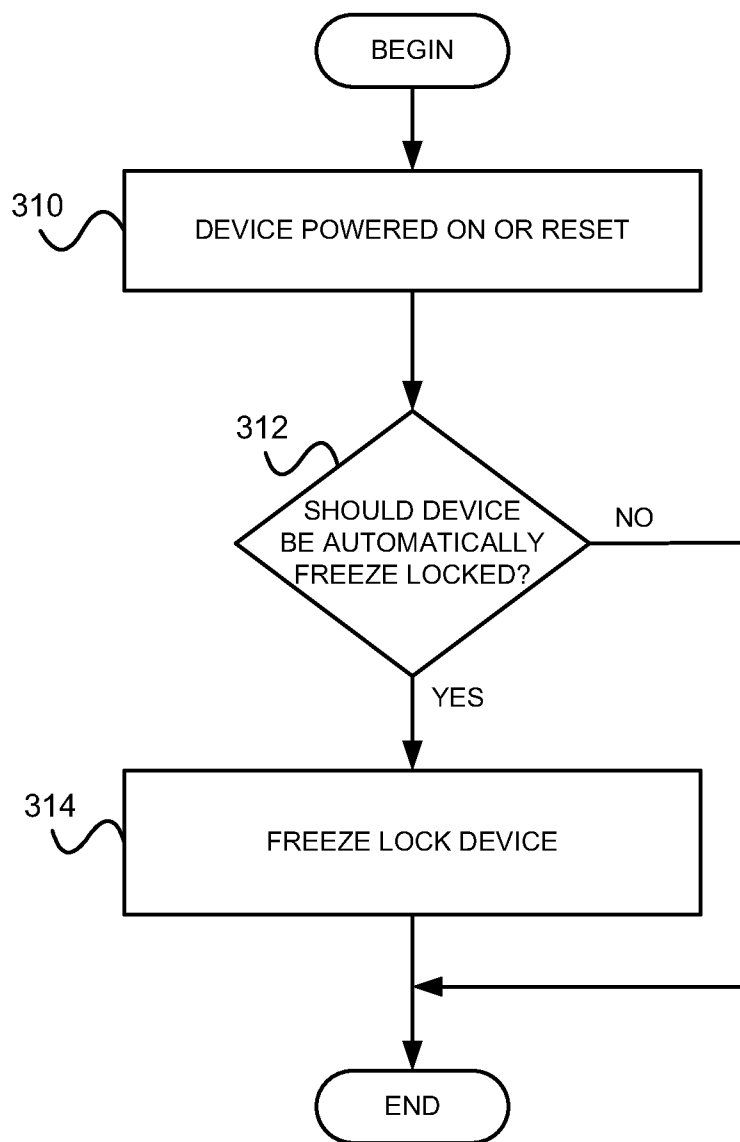 BEGIN
310
DEVICE POWERED ON OR RESET
312
SHOULD DEVICE
BE AUTOMATICALLY
FREEZE LOCKED?
NO
YES
314
FREEZE LOCK DEVICE
END